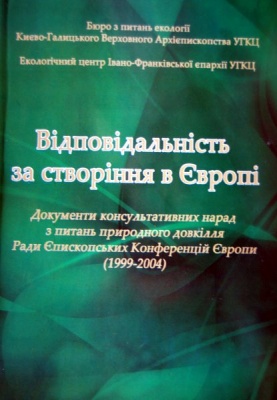 Бюро з питань екології
Києво-Галицького Верховного Архієпископства УГКЦ
Екологічний центр Івано-Франківської єпархії УГКЦ
Відповідальність
за створіння в Європі
Документи консультативних нарад
з питань природного довкілля
Ради Єпископських Конференцій Європи
(1999-2004)